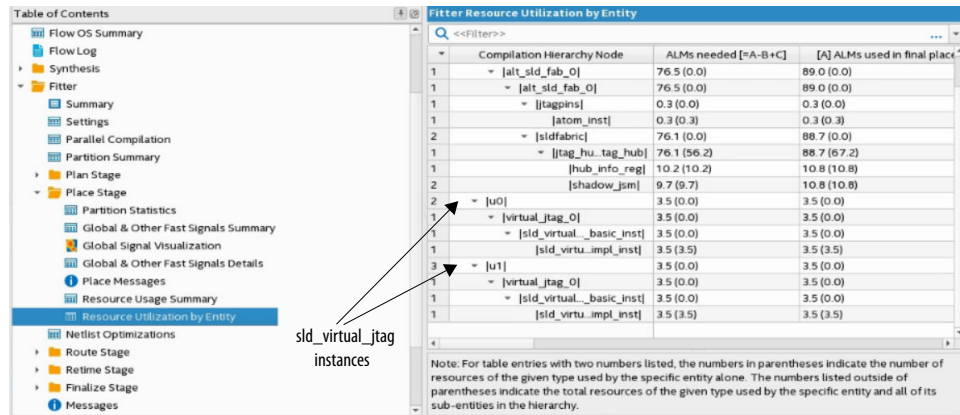 Table of Contents
Flow OS Summary
Flow Log
Synthesis
Fitter
Summary
Settings
Parallel Compilation
Partition Summary
Plan Stage
Place Stage
Partition Statistics
Global & Other Fast Signals Summary
Global Signal Visualization
Global & Other Fast Signals Details
Place Messages
Resource Usage Summary
Resource Utilization by Entity
Netlist Optimizations
Route Stage
Retime Stage
Finalize Stage
Messages
sld_virtual_jtag
instances
Fitter Resource Utilization by Entity
<<Filter>>
Compilation Hierarchy Node ALMs needed [=A-B+C] [A] ALMs used in final place
1 |alt_sld_fab_0| 76.5 (0.0) 89.0 (0.0)
1 |alt_sld_fab_0| 76.5 (0.0) 89.0 (0.0)
1 |jtagpins| 0.3 (0.0) 0.3 (0.0)
1 |atom_inst| 0.3 (0.3) 0.3 (0.3)
2 |sldfabric| 76.1 (0.0) 88.7 (0.0)
1 |jtag_hu...tag_hub| 76.1 (56.2) 88.7 (67.2)
1 |hub_info_reg| 10.2 (10.2) 10.8 (10.8)
2 |shadow_jsm| 9.7 (9.7) 10.8 (10.8)
2 |u0| 3.5 (0.0) 3.5 (0.0)
1 |virtual_jtag_0| 3.5 (0.0) 3.5 (0.0)
1 |sld_virtual..._basic_inst| 3.5 (0.0) 3.5 (0.0)
1 |sld_virtu...impl_inst| 3.5 (3.5) 3.5 (3.5)
3 |u1| 3.5 (0.0) 3.5 (0.0)
1 |virtual_jtag_0| 3.5 (0.0) 3.5 (0.0)
1 |sld_virtual..._basic_inst| 3.5 (0.0) 3.5 (0.0)
1 |sld_virtu...impl_inst| 3.5 (3.5) 3.5 (3.5)
Note: For table entries with two numbers listed, the numbers in parentheses indicate the number of
resources of the given type used by the specific entity alone. The numbers listed outside of
parentheses indicate the total resources of the given type used by the specific entity and all of its
sub-entities in the hierarchy.